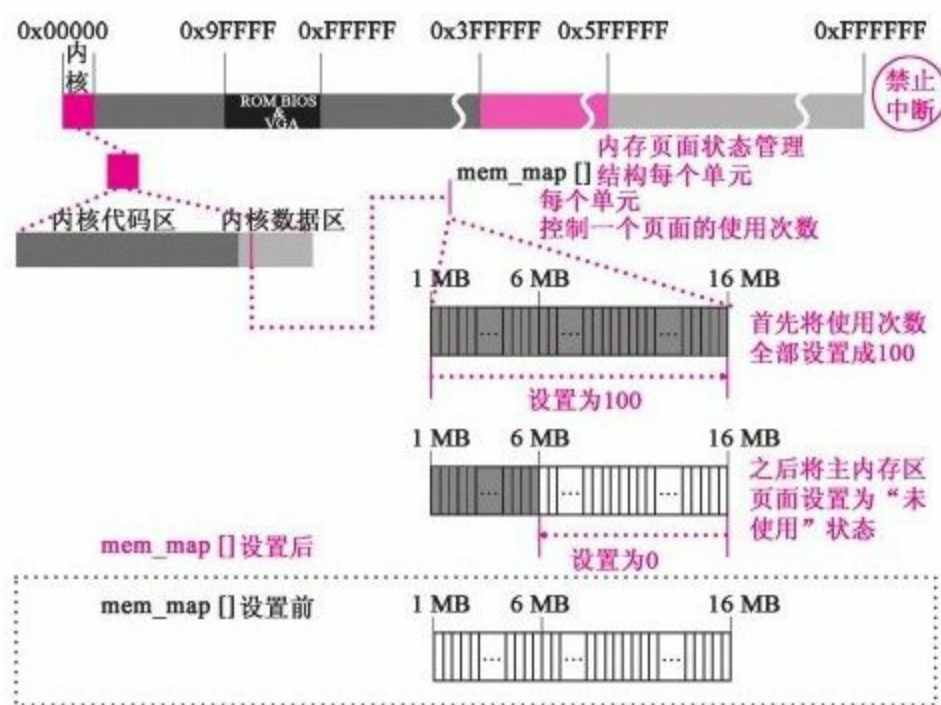 0x00000 0x9FFFF 0xFFFFF 0x3FFFFF 0x5FFFFF 0xFFFFFF
内核
ROM BIOS
&
VGA
禁止
中断
内存页面状态管理
mem_map [] 结构每个单元
每个单元
控制一个页面的使用次数
内核代码区 内核数据区
1 MB 6 MB 16 MB
... ... ...
首先将使用次数
全部设置成100
设置为100
1 MB 6 MB 16 MB
... ... ...
之后将主内存区
页面设置为“未
使用”状态
设置为0
mem_map [] 设置后
mem_map [] 设置前
1 MB 6 MB 16 MB
... ... ...